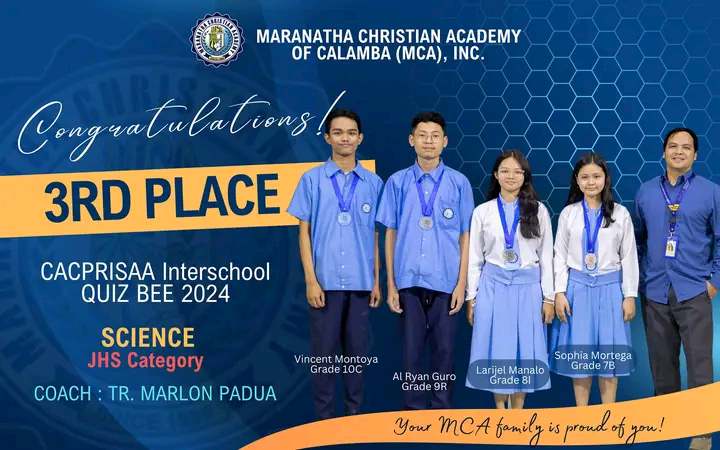 MARANATHA CHRISTIAN ACADEMY
OF CALAMBA (MCA), INC.
Congratulations!
3RD PLACE
CACPRISAA Interschool
QUIZ BEE 2024
SCIENCE
JHS Category
COACH : TR. MARLON PADUA
Vincent Montoya
Grade 10C
Al Ryan Guro
Grade 9R
Larijel Manalo
Grade 8I
Sophia Mortega
Grade 7B
Your MCA family is proud of you!